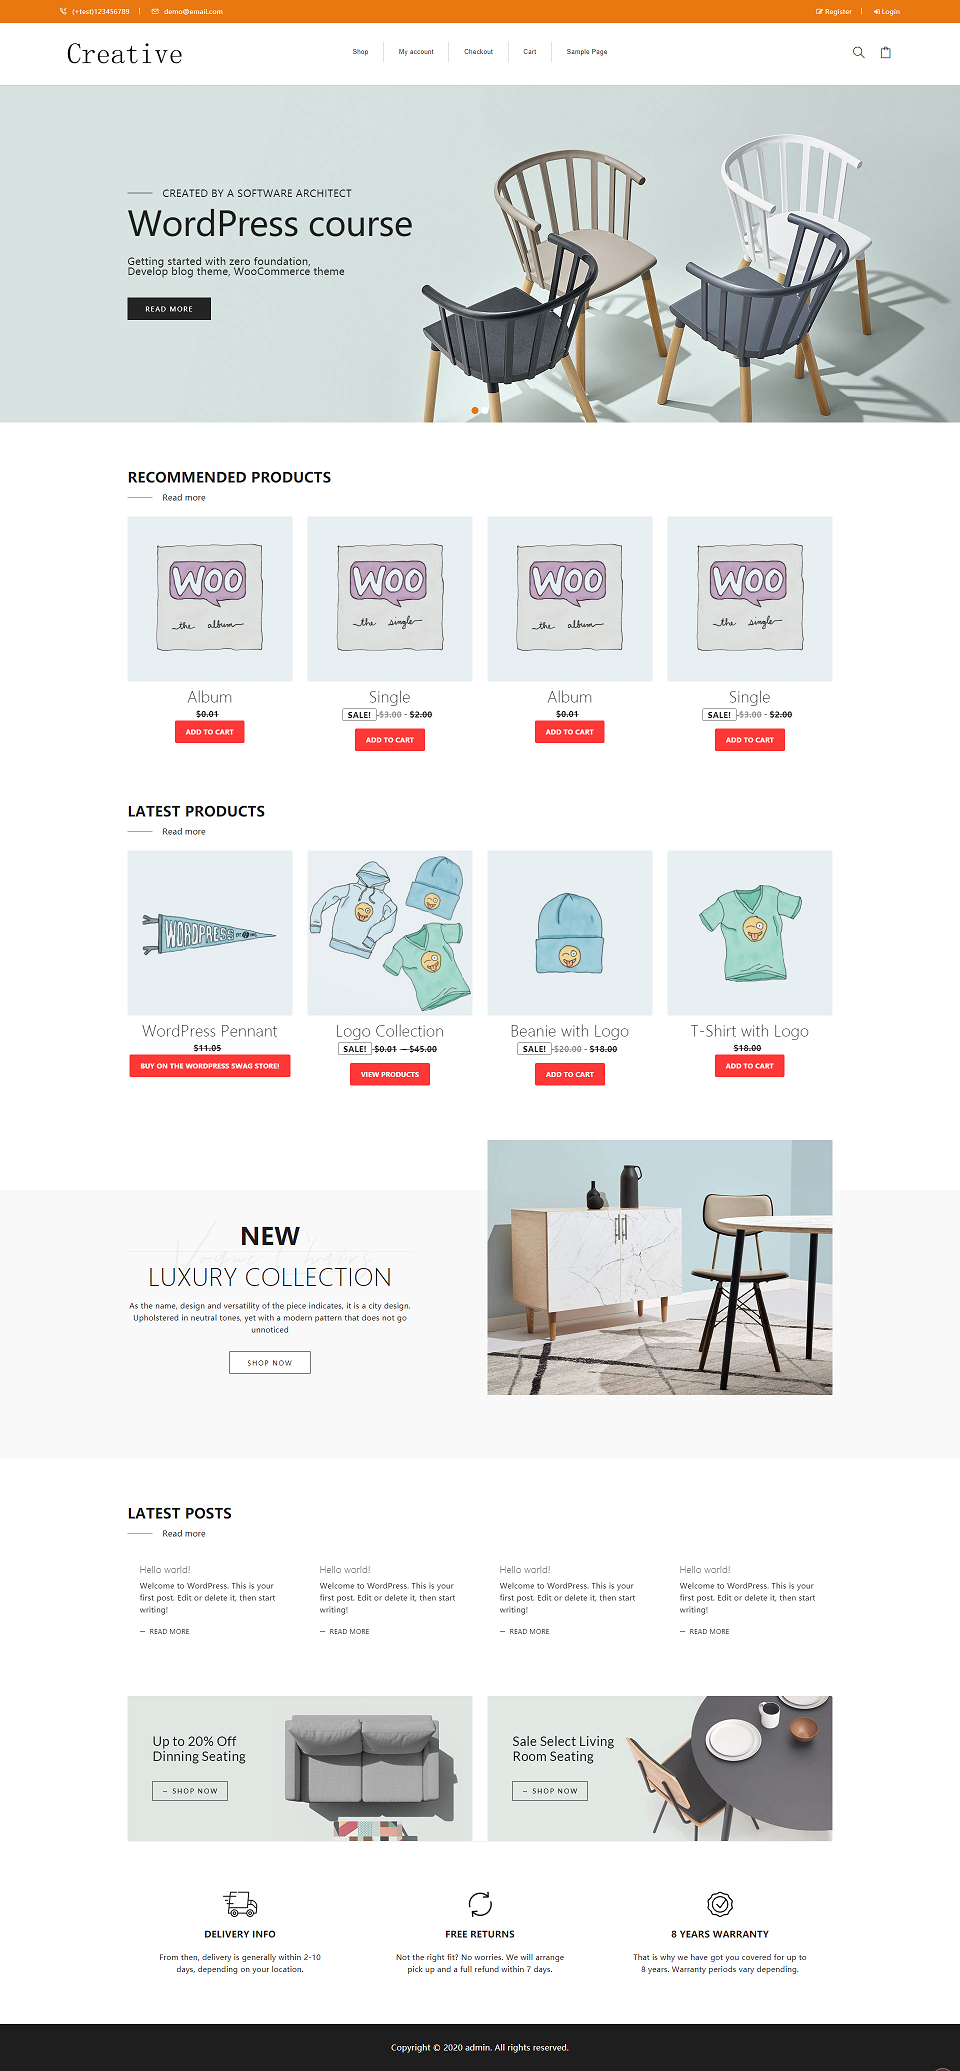 (+test)123456789
demo@email.com
Register
Login
Creative
Shop
My account
Checkout
Cart
Sample Page
CREATED BY A SOFTWARE ARCHITECT
WordPress course
Getting started with zero foundation,
Develop blog theme, WooCommerce theme
READ MORE
RECOMMENDED PRODUCTS
Read more
WOO
the album
WOO
the single
WOO
the album
WOO
the single
Album
$0.01
ADD TO CART
Single
SALE! $3.00 - $2.00
ADD TO CART
Album
$0.01
ADD TO CART
Single
SALE! $3.00 - $2.00
ADD TO CART
LATEST PRODUCTS
Read more
WORDPRESS
WordPress Pennant
$11.05
BUY ON THE WORDPRESS SWAG STORE!
Logo Collection
SALE! $0.01 – $45.00
VIEW PRODUCTS
Beanie with Logo
SALE! $20.00 - $18.00
ADD TO CART
T-Shirt with Logo
$18.00
ADD TO CART
Vogue Chairs
NEW
LUXURY COLLECTION
As the name, design and versatility of the piece indicates, it is a city design.
Upholstered in neutral tones, yet with a modern pattern that does not go
unnoticed
SHOP NOW
LATEST POSTS
Read more
Hello world!
Welcome to WordPress. This is your
first post. Edit or delete it, then start
writing!
— READ MORE
Hello world!
Welcome to WordPress. This is your
first post. Edit or delete it, then start
writing!
— READ MORE
Hello world!
Welcome to WordPress. This is your
first post. Edit or delete it, then start
writing!
— READ MORE
Hello world!
Welcome to WordPress. This is your
first post. Edit or delete it, then start
writing!
— READ MORE
Up to 20% Off
Dinning Seating
— SHOP NOW
Sale Select Living
Room Seating
— SHOP NOW
DELIVERY INFO
From then, delivery is generally within 2-10
days, depending on your location.
FREE RETURNS
Not the right fit? No worries. We will arrange
pick up and a full refund within 7 days.
8 YEARS WARRANTY
That is why we have got you covered for up to
8 years. Warranty periods vary depending.
Copyright © 2020 admin. All rights reserved.